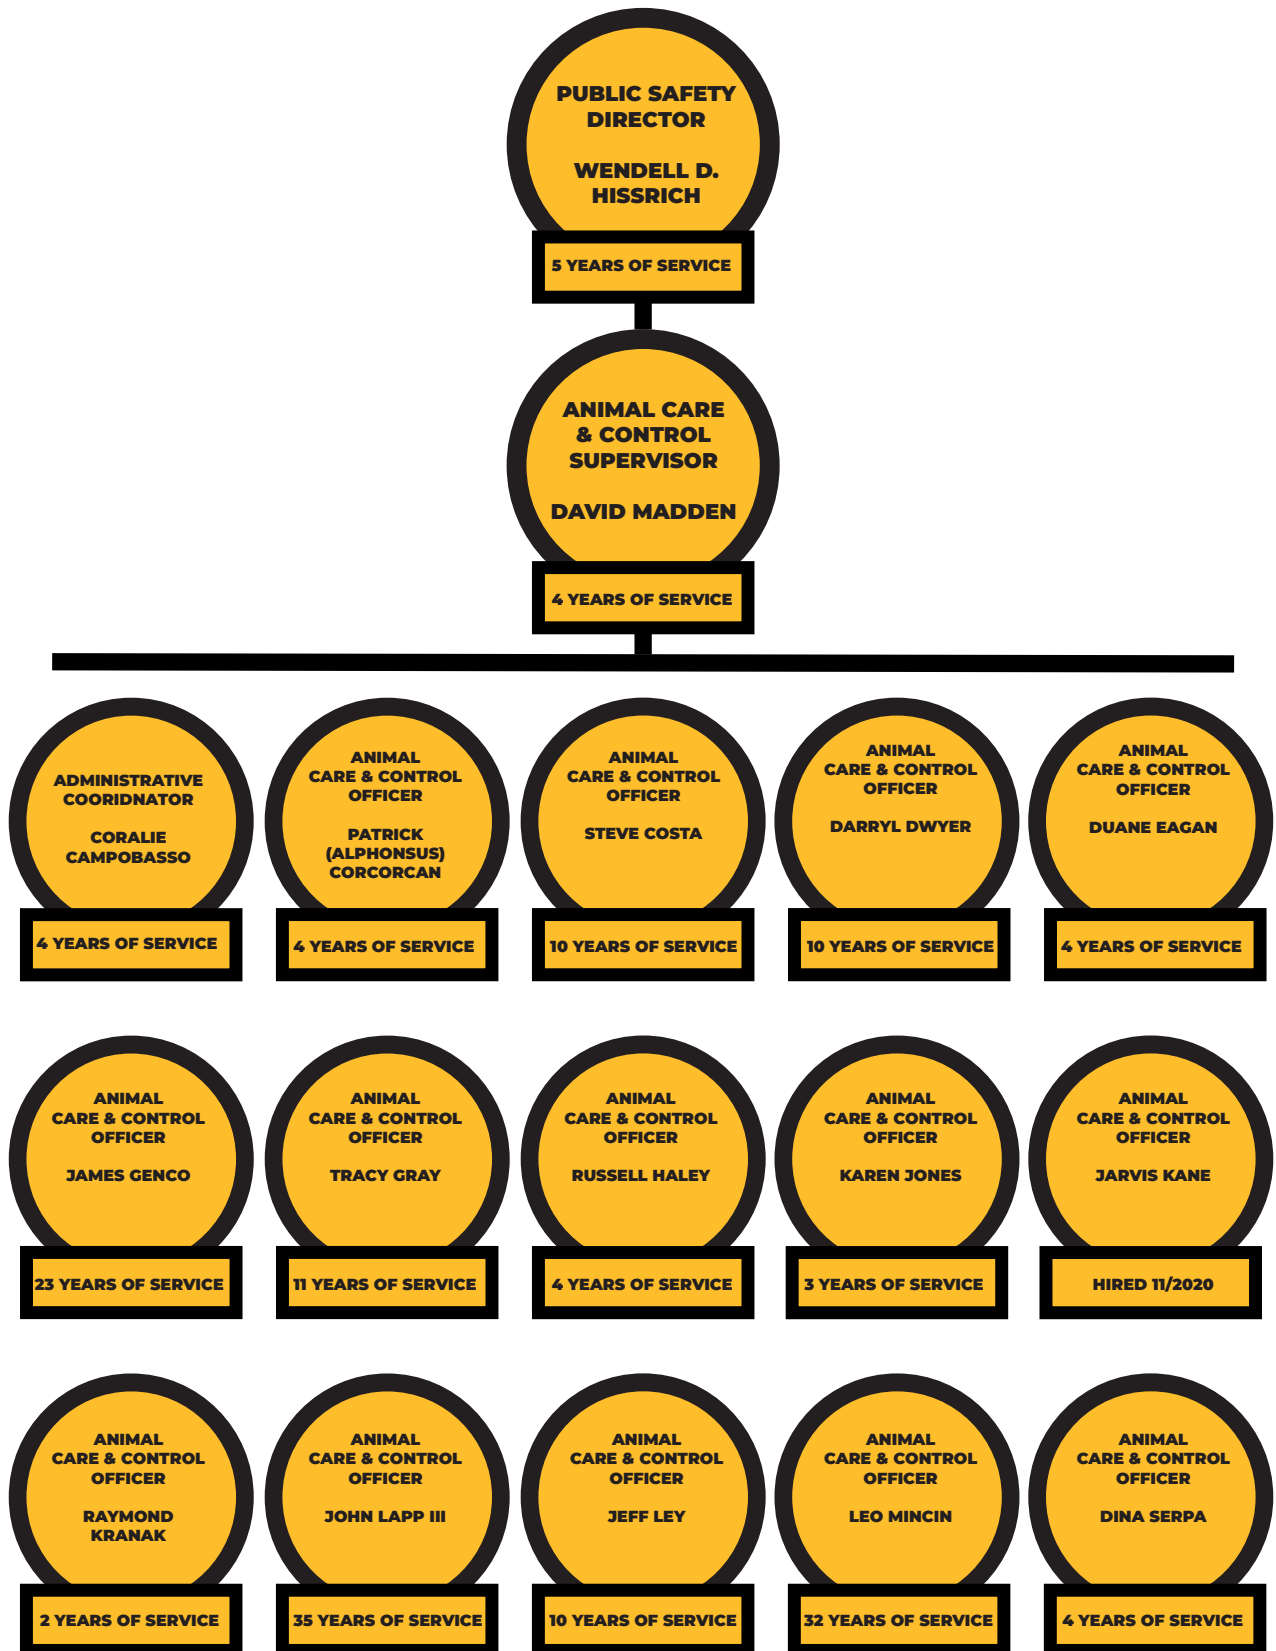 PUBLIC SAFETY
DIRECTOR
WENDELL D.
HISSRICH
5 YEARS OF SERVICE
ANIMAL CARE
& CONTROL
SUPERVISOR
DAVID MADDEN
4 YEARS OF SERVICE
ADMINISTRATIVE
COORIDNATOR
CORALIE
CAMPOBASSO
4 YEARS OF SERVICE
ANIMAL
CARE & CONTROL
OFFICER
PATRICK
(ALPHONSUS)
CORCORCAN
4 YEARS OF SERVICE
ANIMAL
CARE & CONTROL
OFFICER
STEVE COSTA
10 YEARS OF SERVICE
ANIMAL
CARE & CONTROL
OFFICER
DARRYL DWYER
10 YEARS OF SERVICE
ANIMAL
CARE & CONTROL
OFFICER
DUANE EAGAN
4 YEARS OF SERVICE
ANIMAL
CARE & CONTROL
OFFICER
JAMES GENCO
23 YEARS OF SERVICE
ANIMAL
CARE & CONTROL
OFFICER
TRACY GRAY
11 YEARS OF SERVICE
ANIMAL
CARE & CONTROL
OFFICER
RUSSELL HALEY
4 YEARS OF SERVICE
ANIMAL
CARE & CONTROL
OFFICER
KAREN JONES
3 YEARS OF SERVICE
ANIMAL
CARE & CONTROL
OFFICER
JARVIS KANE
HIRED 11/2020
ANIMAL
CARE & CONTROL
OFFICER
RAYMOND
KRANAK
2 YEARS OF SERVICE
ANIMAL
CARE & CONTROL
OFFICER
JOHN LAPP III
35 YEARS OF SERVICE
ANIMAL
CARE & CONTROL
OFFICER
JEFF LEY
10 YEARS OF SERVICE
ANIMAL
CARE & CONTROL
OFFICER
LEO MINCIN
32 YEARS OF SERVICE
ANIMAL
CARE & CONTROL
OFFICER
DINA SERPA
4 YEARS OF SERVICE